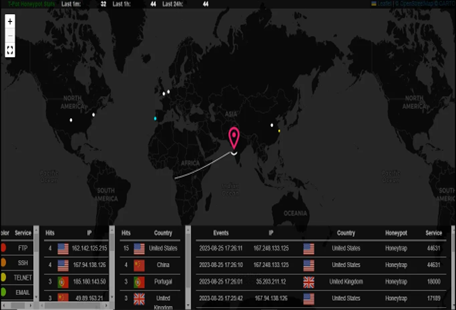 T-Pot Honeypot Stats Last 1m: 32 Last 1h: 44 Last 24h: 44
+
NORTH AMERICA
ASIA
NORTH AMERICA
AFRICA
SOUTH AMERICA
OCEANIA
SOUTH AMERICA
Service
FTP
SSH
TELNET
EMAIL
Hits IP
4 162.142.125.215
4 167.94.138.126
3 185.180.143.50
3 49.89.163.21
Hits Country
15 United States
4 China
3 Portugal
3 United Kingdom
Events IP Country Honeypot Service
2023-08-25 17:26:11 167.248.133.125 United States Honeytrap 44631
2023-08-25 17:26:10 167.248.133.125 United States Honeytrap 44631
2023-08-25 17:26:01 35.203.211.12 United Kingdom Honeytrap 18000
2023-08-25 17:25:42 167.94.138.126 United States Honeytrap 17189